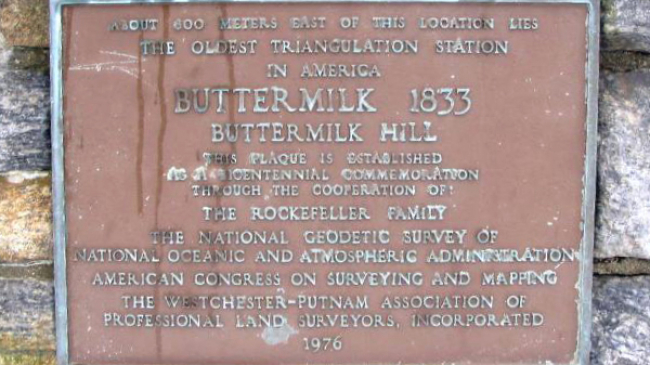 ABOUT 600 METERS EAST OF THIS LOCATION LIES
THE OLDEST TRIANGULATION STATION
IN AMERICA
BUTTERMILK 1833
BUTTERMILK HILL
THIS PLAQUE IS ESTABLISHED
AS A BICENTENNIAL COMMEMORATION
THROUGH THE COOPERATION OF:
THE ROCKEFELLER FAMILY
THE NATIONAL GEODETIC SURVEY OF
NATIONAL OCEANIC AND ATMOSPHERIC ADMINISTRATION
AMERICAN CONGRESS ON SURVEYING AND MAPPING
THE WESTCHESTER-PUTNAM ASSOCIATION OF
PROFESSIONAL LAND SURVEYORS, INCORPORATED
1976